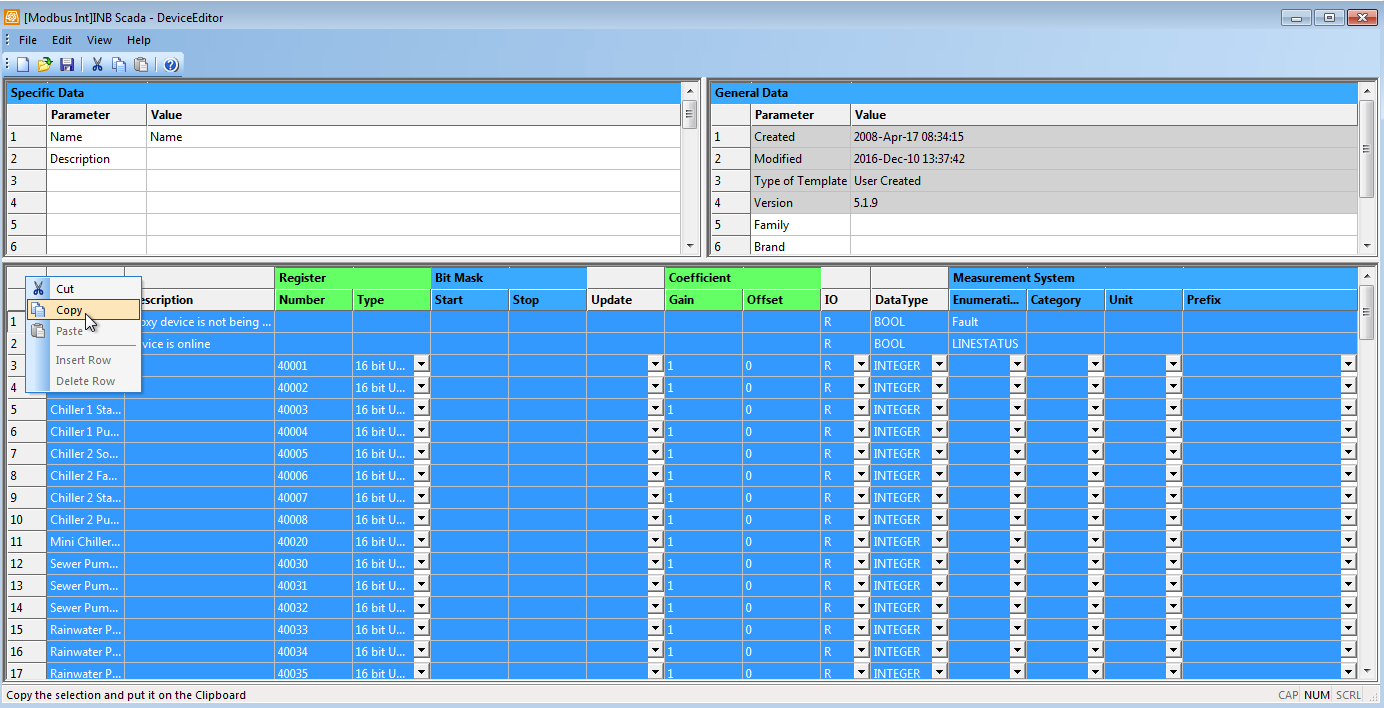 [Modbus Int]INB Scada - DeviceEditor
File Edit View Help
Specific Data
Parameter Value
1 Name Name
2 Description
3
4
5
6
General Data
Parameter Value
1 Created 2008-Apr-17 08:34:15
2 Modified 2016-Dec-10 13:37:42
3 Type of Template User Created
4 Version 5.1.9
5 Family
6 Brand
Register Bit Mask Coefficient Measurement System
escription Number Type Start Stop Update Gain Offset IO DataType Enumerati... Category Unit Prefix
Cut
Copy
Paste
Insert Row
Delete Row
1 oxy device is not being ... R BOOL Fault
2 vice is online R BOOL LINESTATUS
3 40001 16 bit U... 1 0 R INTEGER
4 40002 16 bit U... 1 0 R INTEGER
5 Chiller 1 Sta... 40003 16 bit U... 1 0 R INTEGER
6 Chiller 1 Pu... 40004 16 bit U... 1 0 R INTEGER
7 Chiller 2 So... 40005 16 bit U... 1 0 R INTEGER
8 Chiller 2 Fa... 40006 16 bit U... 1 0 R INTEGER
9 Chiller 2 Sta... 40007 16 bit U... 1 0 R INTEGER
10 Chiller 2 Pu... 40008 16 bit U... 1 0 R INTEGER
11 Mini Chiller... 40020 16 bit U... 1 0 R INTEGER
12 Sewer Pum... 40030 16 bit U... 1 0 R INTEGER
13 Sewer Pum... 40031 16 bit U... 1 0 R INTEGER
14 Sewer Pum... 40032 16 bit U... 1 0 R INTEGER
15 Rainwater P... 40033 16 bit U... 1 0 R INTEGER
16 Rainwater P... 40034 16 bit U... 1 0 R INTEGER
17 Rainwater P... 40035 16 bit U... 1 0 R INTEGER
Copy the selection and put it on the Clipboard
CAP NUM SCRL